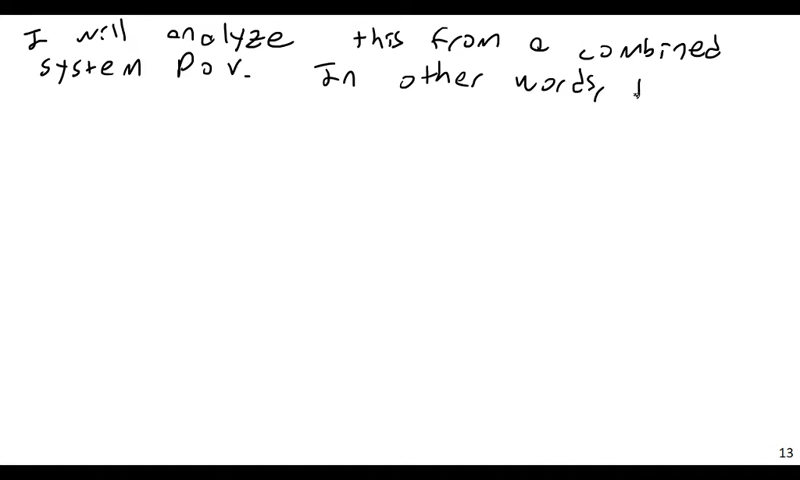 I will analyze this from a combined
system POV. In other words,
13